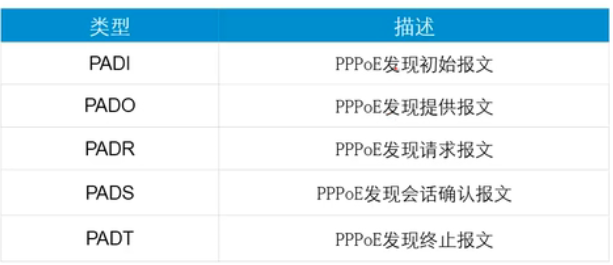 类型 描述
PADI PPPoE发现初始报文
PADO PPPoE发现提供报文
PADR PPPoE发现请求报文
PADS PPPoE发现会话确认报文
PADT PPPoE发现终止报文